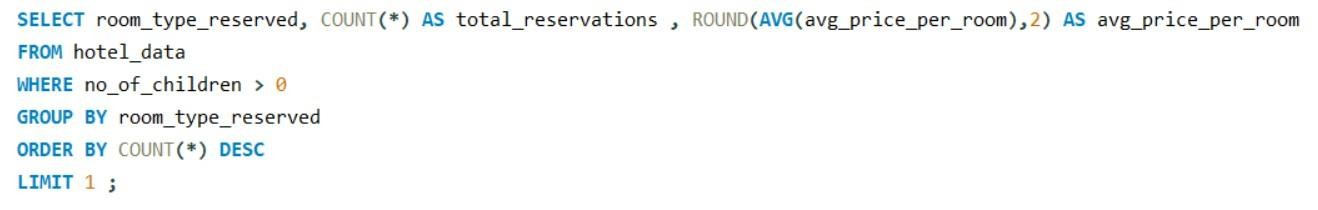 SELECT room_type_reserved, COUNT(*) AS total_reservations , ROUND(AVG(avg_price_per_room),2) AS avg_price_per_room
FROM hotel_data
WHERE no_of_children > 0
GROUP BY room_type_reserved
ORDER BY COUNT(*) DESC
LIMIT 1 ;